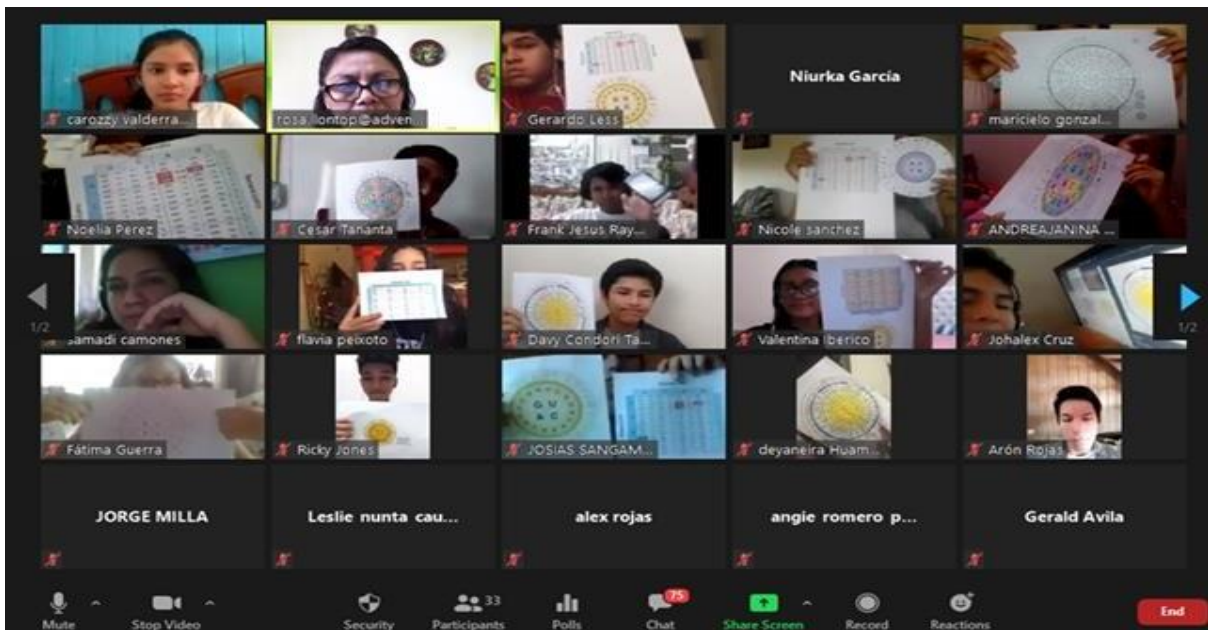 carozzy valderra...
rosa.llontop@adven...
Gerardo Less
Niurka García
maricielo gonzal...
Noelia Perez
Cesar Tananta
Frank Jesus Ray...
Nicole sanchez
ANDREAJANINA ...
1/2
samadi camones
flavia peixoto
Davy Condori Ta...
Valentina Iberico
Johalex Cruz
1/2
Fátima Guerra
Ricky Jones
JOSIAS SANGAM...
deyaneira Huam...
Arón Rojas
JORGE MILLA
Leslie nunta cau...
alex rojas
angie romero p...
Gerald Avila
Mute
Stop Video
Security
33
Participants
Polls
75
Chat
Share Screen
Record
Reactions
End